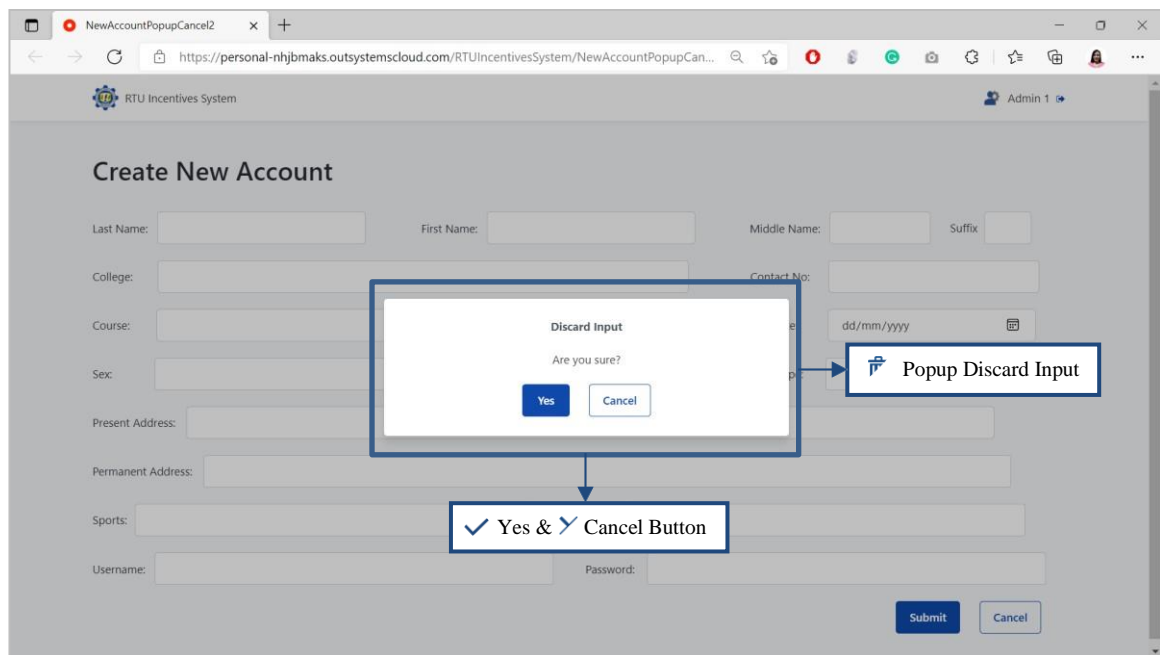 NewAccountPopupCancel2
https://personal-nhjbmaks.outsystemscloud.com/RTUIncentivesSystem/NewAccountPopupCan...
RTU Incentives System
Admin 1
Create New Account
Last Name:
First Name:
Middle Name:
Suffix
College:
Contact No:
Course:
dd/mm/yyyy
Sex:
Discard Input
Are you sure?
Yes
Cancel
Popup Discard Input
Present Address:
Permanent Address:
Sports:
Yes & Cancel Button
Username:
Password:
Submit
Cancel